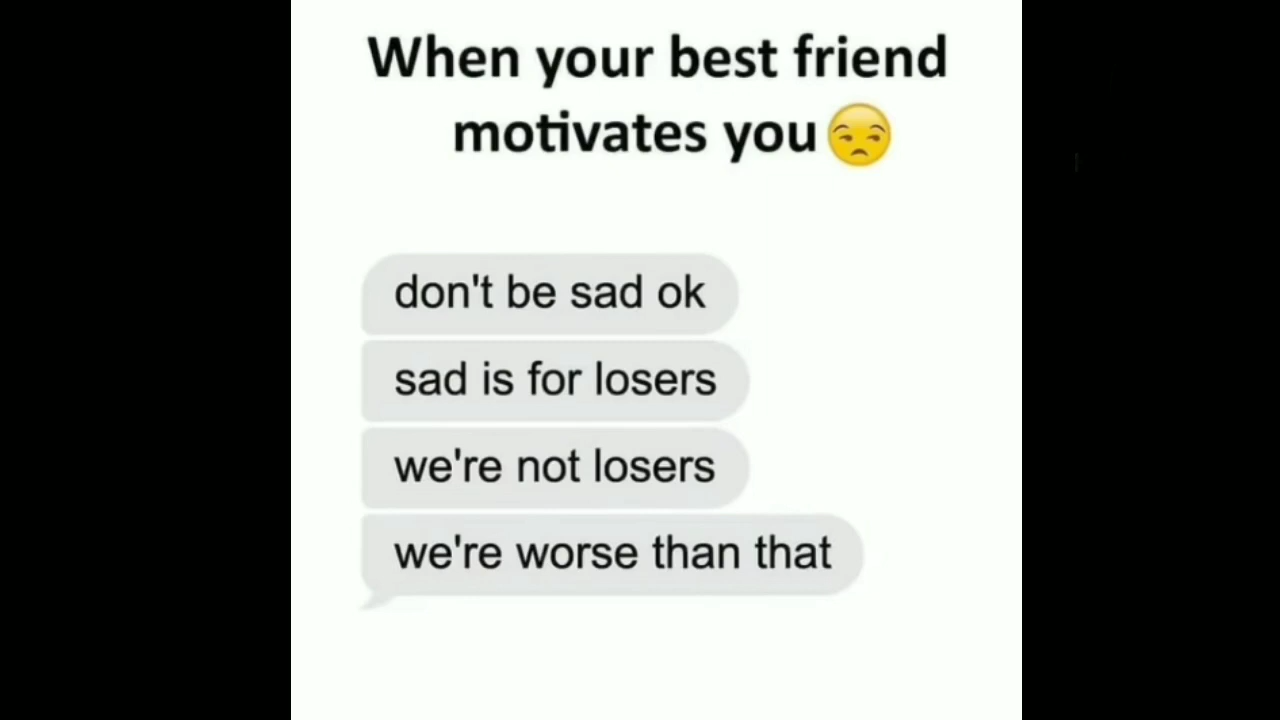 When your best friend
motivates you😒
don't be sad ok
sad is for losers
we're not losers
we're worse than that